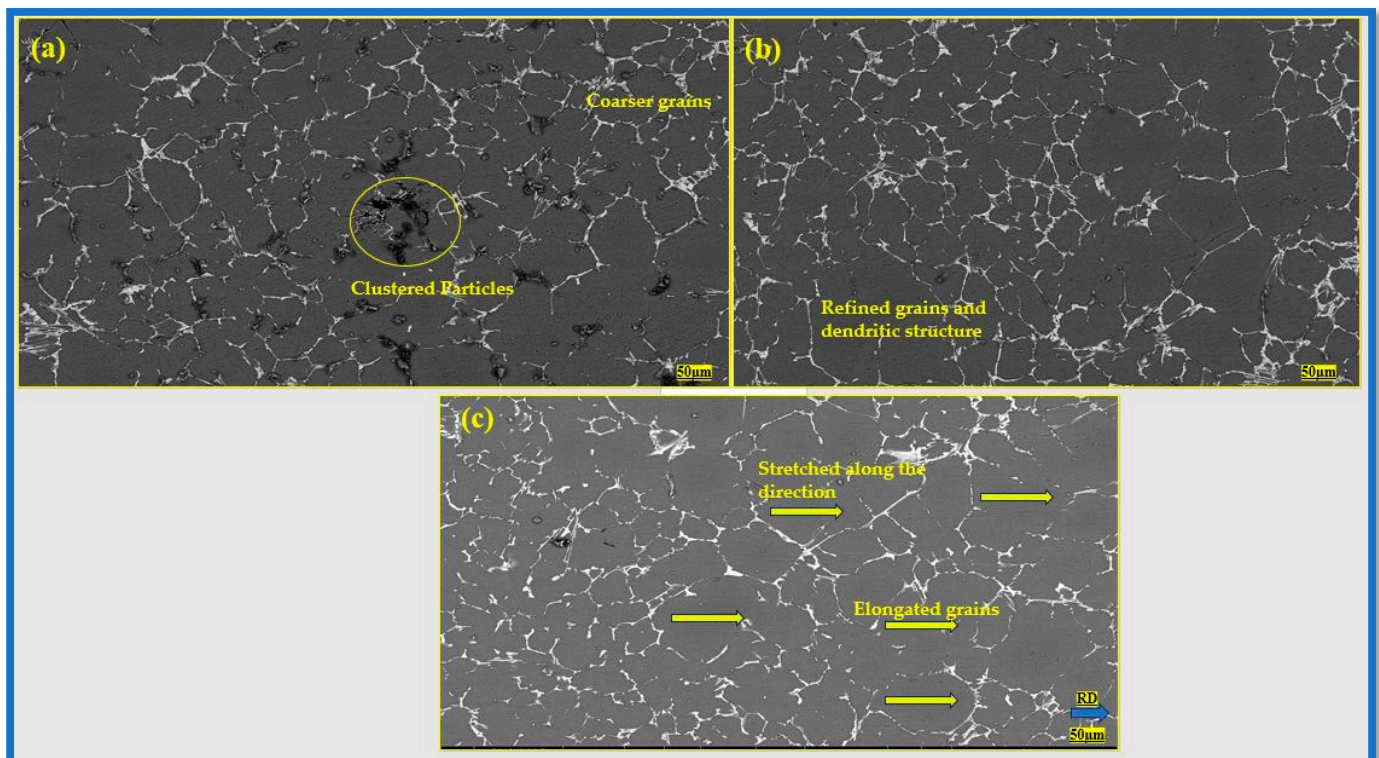 (a)
Coarser grains
Clustered Particles
50μm
(b)
Refined grains and
dendritic structure
50μm
(c)
Stretched along the
direction
Elongated grains
RD
50μm